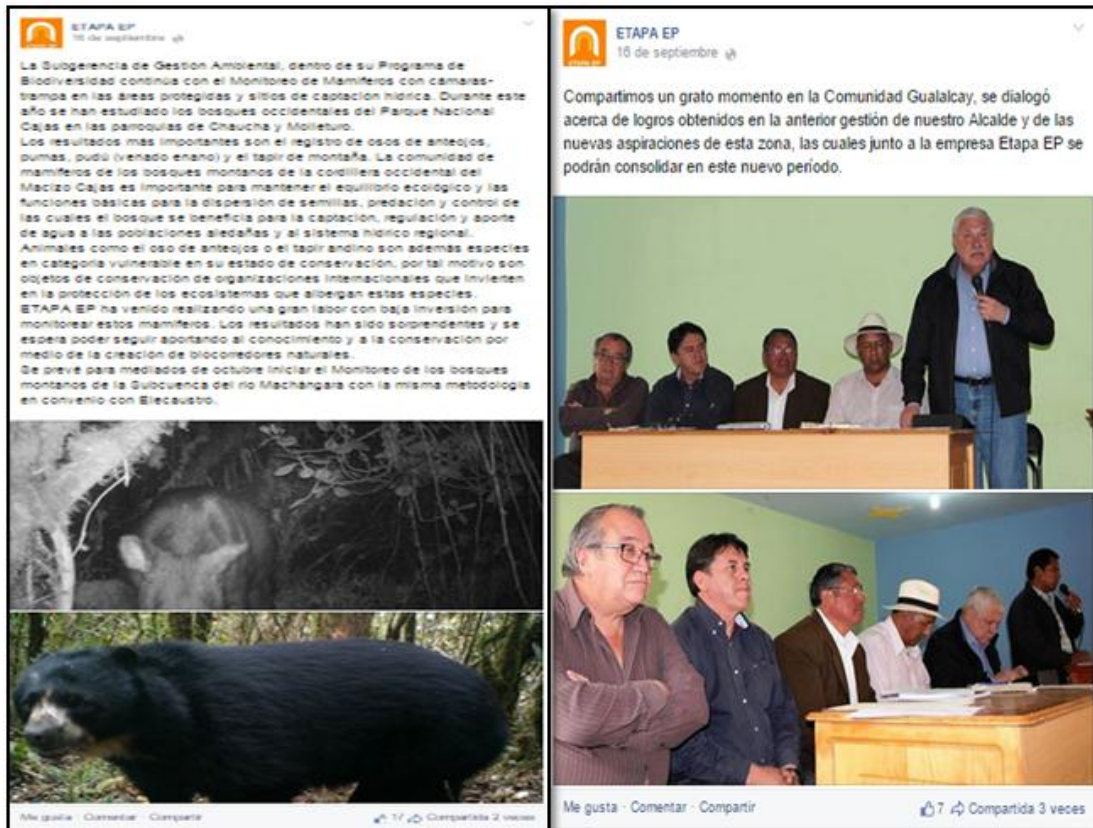 ETAPA EP
16 de septiembre
La Subgerencia de Gestión Ambiental, dentro de su Programa de
Biodiversidad continúa con el Monitoreo de Mamíferos con cámaras-
trampa en las áreas protegidas y sitios de captación hídrica. Durante este
año se han estudiado los bosques occidentales del Parque Nacional
Cajas en las parroquias de Chaucha y Molleturo.
Los resultados más importantes son el registro de osos de anteojos,
pumas, pudú (venado enano) y el tapir de montaña. La comunidad de
mamíferos de los bosques montanos de la cordillera occidental del
Macizo Cajas es importante para mantener el equilibrio ecológico y las
funciones básicas para la dispersión de semillas, predación y control de
las cuales el bosque se beneficia para la captación, regulación y aporte
de agua a las poblaciones aledañas y al sistema hídrico regional.
Animales como el oso de anteojos o el tapir andino son además especies
en categoría vulnerable en su estado de conservación, por tal motivo son
objetos de conservación de organizaciones internacionales que invierten
en la protección de los ecosistemas que albergan estas especies.
ETAPA EP ha venido realizando una gran labor con baja inversión para
monitorear estos mamíferos. Los resultados han sido sorprendentes y se
espera poder seguir aportando al conocimiento y a la conservación por
medio de la creación de biocorredores naturales.
Se prevé para mediados de octubre iniciar el Monitoreo de los bosques
montanos de la Subcuenca del río Machángara con la misma metodología
en convenio con Elecaustro.
Me gusta · Comentar · Compartir
17 Compartida 2 veces
ETAPA EP
ETAPA EP
16 de septiembre
Compartimos un grato momento en la Comunidad Gualalcay, se dialogó
acerca de logros obtenidos en la anterior gestión de nuestro Alcalde y de las
nuevas aspiraciones de esta zona, las cuales junto a la empresa Etapa EP se
podrán consolidar en este nuevo período.
Me gusta · Comentar · Compartir
7 Compartida 3 veces